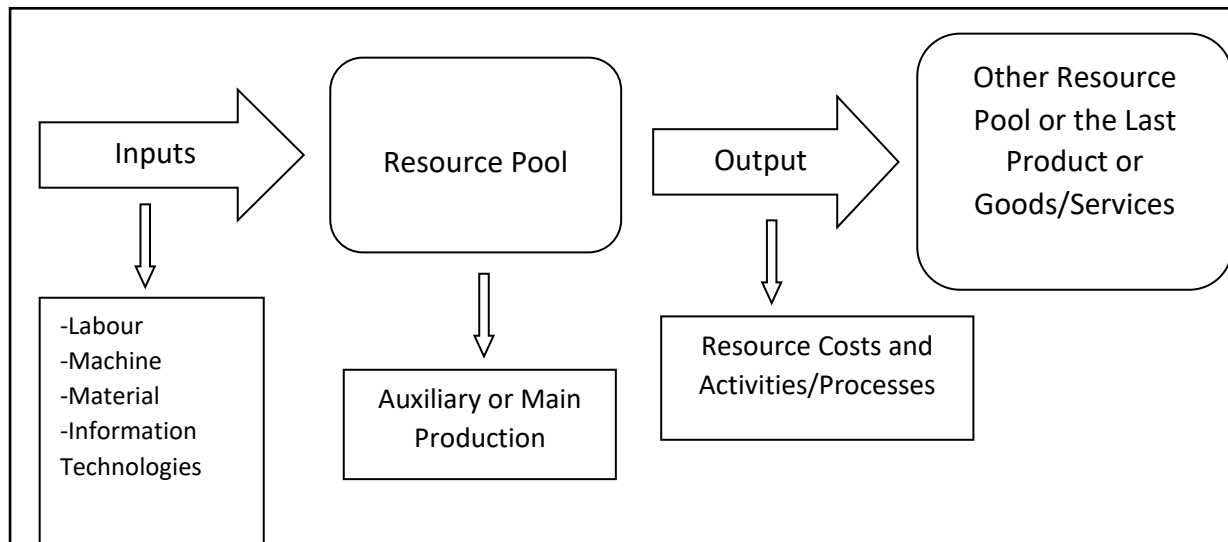 Inputs
Resource Pool
Output
Other Resource
Pool or the Last
Product or
Goods/Services
-Labour
-Machine
-Material
-Information
Technologies
Auxiliary or Main
Production
Resource Costs and
Activities/Processes